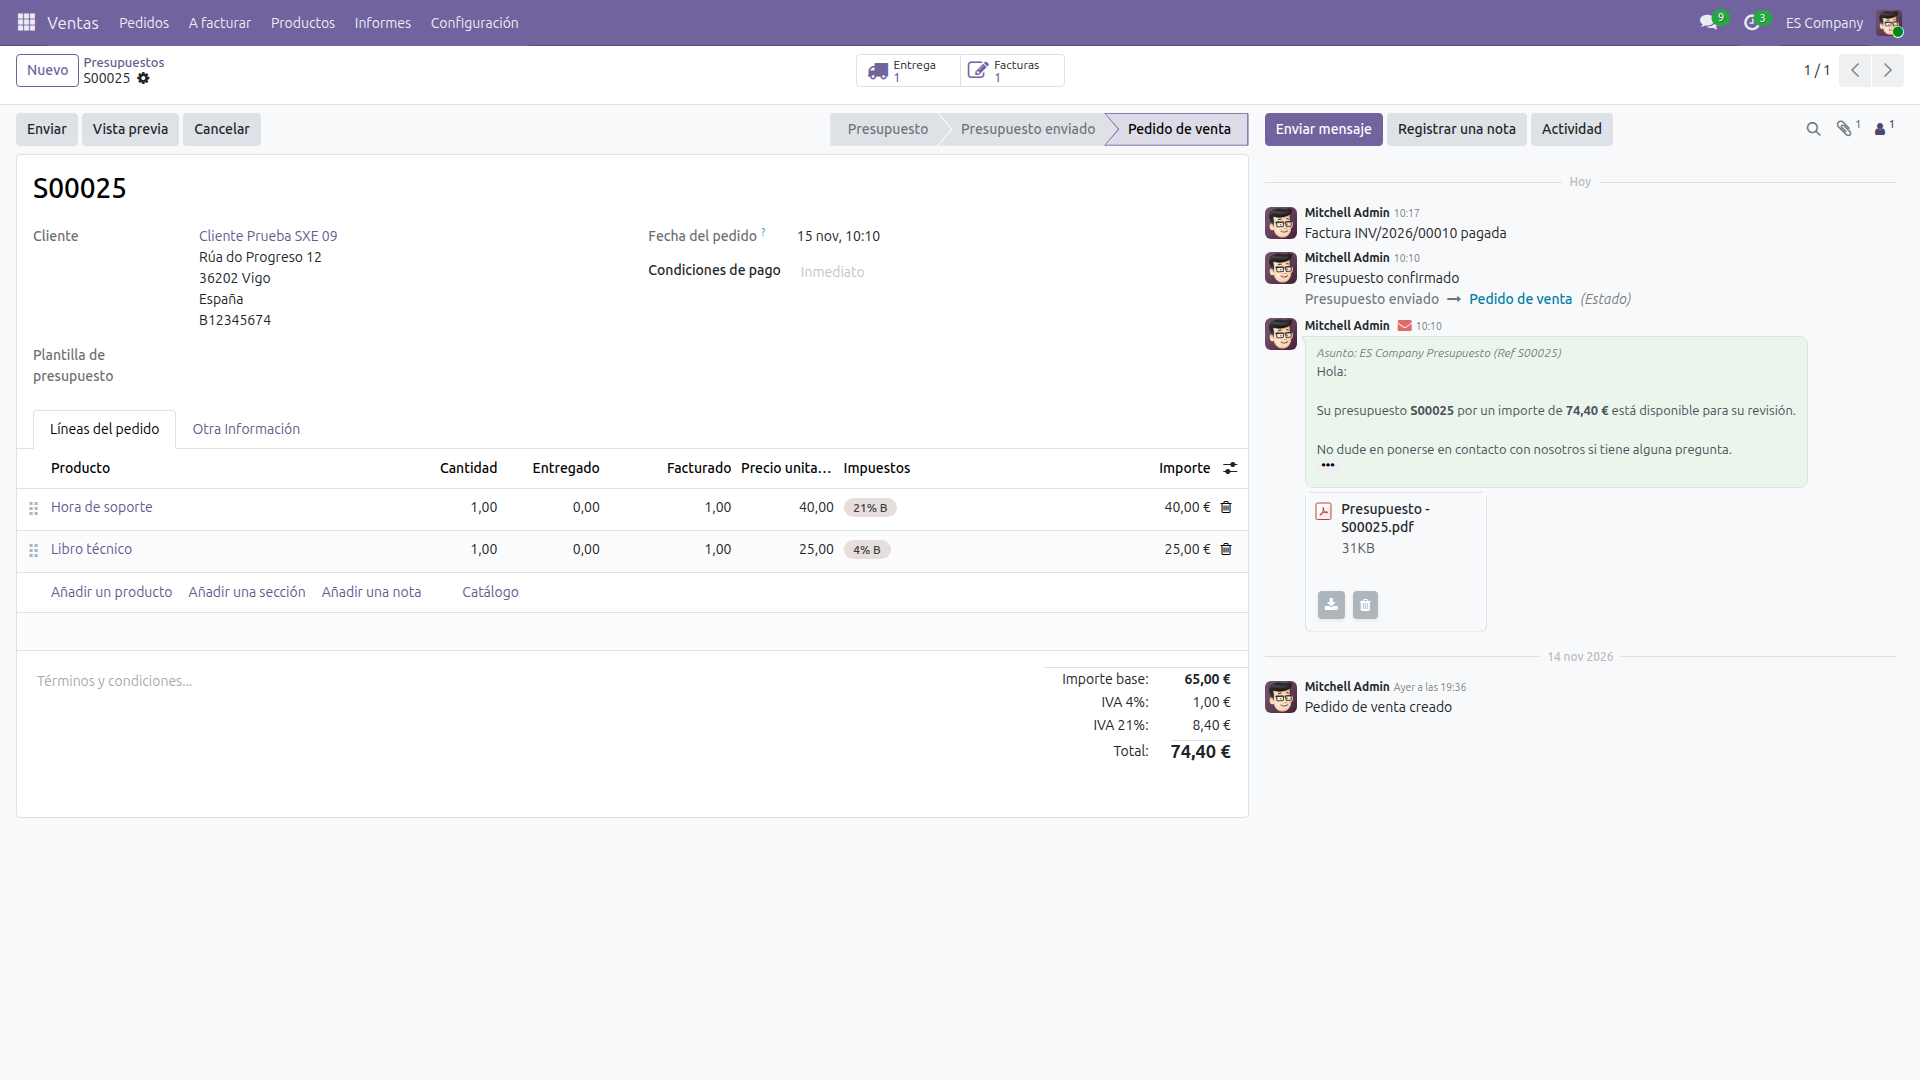 Ventas Pedidos A facturar Productos Informes Configuración 9 3 ES Company
Nuevo Presupuestos
S00025
Entrega 1
Facturas 1
1 / 1
Enviar Vista previa Cancelar
Presupuesto Presupuesto enviado Pedido de venta
S00025
Cliente
Cliente Prueba SXE 09
Rúa do Progreso 12
36202 Vigo
España
B12345674
Fecha del pedido ? 15 nov, 10:10
Condiciones de pago Inmediato
Plantilla de
presupuesto
Líneas del pedido Otra Información
Producto Cantidad Entregado Facturado Precio unita... Impuestos Importe
Hora de soporte 1,00 0,00 1,00 40,00 21% B 40,00 €
Libro técnico 1,00 0,00 1,00 25,00 4% B 25,00 €
Añadir un producto Añadir una sección Añadir una nota Catálogo
Términos y condiciones...
Importe base: 65,00 €
IVA 4%: 1,00 €
IVA 21%: 8,40 €
Total: 74,40 €
Enviar mensaje Registrar una nota Actividad 1 1
Hoy
Mitchell Admin 10:17
Factura INV/2026/00010 pagada
Mitchell Admin 10:10
Presupuesto confirmado
Presupuesto enviado → Pedido de venta (Estado)
Mitchell Admin 10:10
Asunto: ES Company Presupuesto (Ref S00025)
Hola:
Su presupuesto S00025 por un importe de 74,40 € está disponible para su revisión.
No dude en ponerse en contacto con nosotros si tiene alguna pregunta.
•••
Presupuesto -
S00025.pdf
31KB
14 nov 2026
Mitchell Admin Ayer a las 19:36
Pedido de venta creado